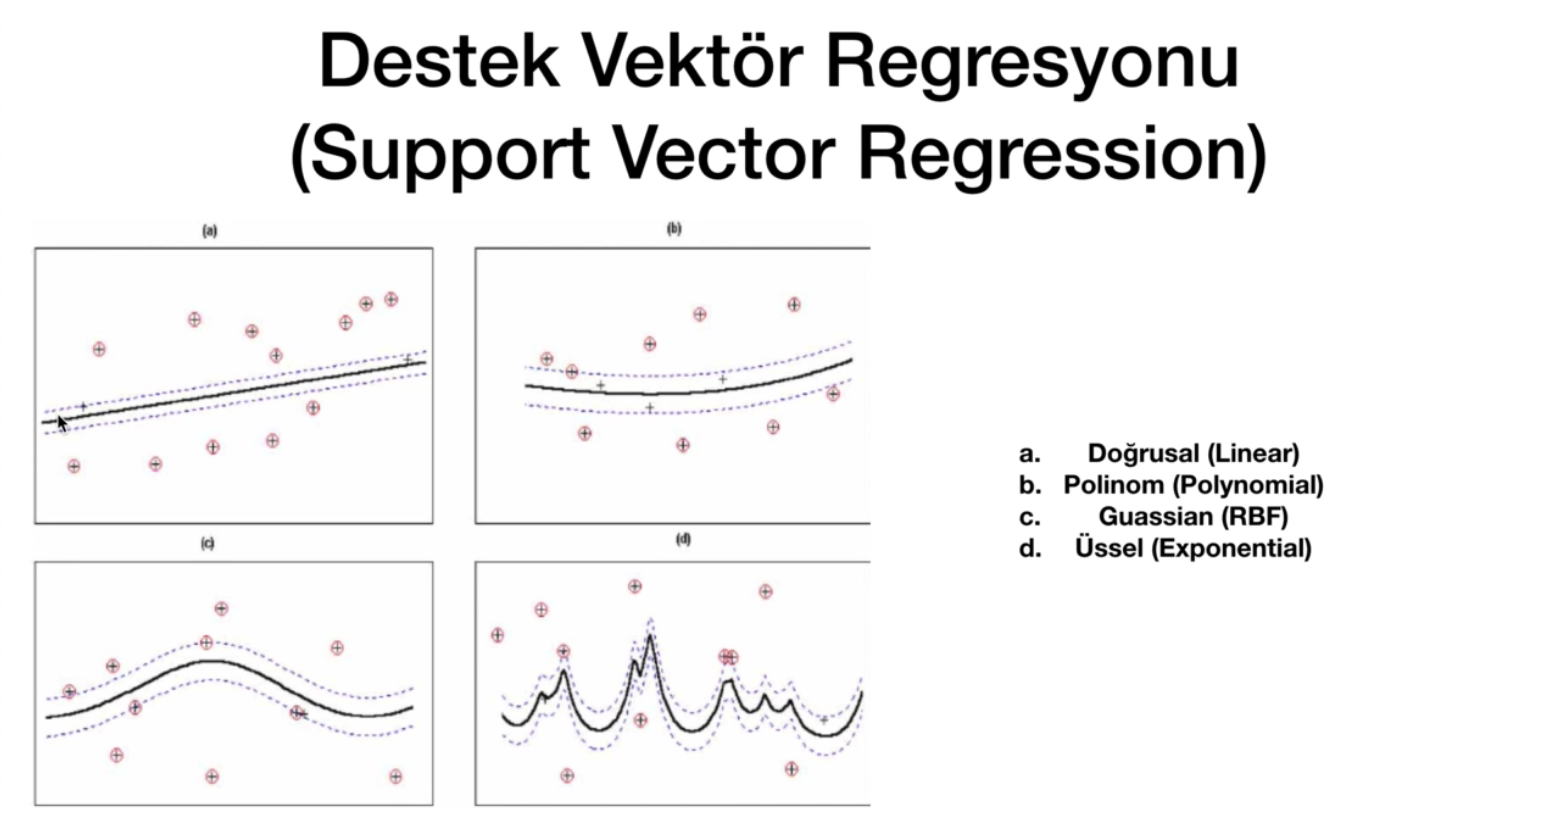 Destek Vektör Regresyonu
(Support Vector Regression)
(a)
(b)
(c)
(d)
a. Doğrusal (Linear)
b. Polinom (Polynomial)
c. Guassian (RBF)
d. Üssel (Exponential)